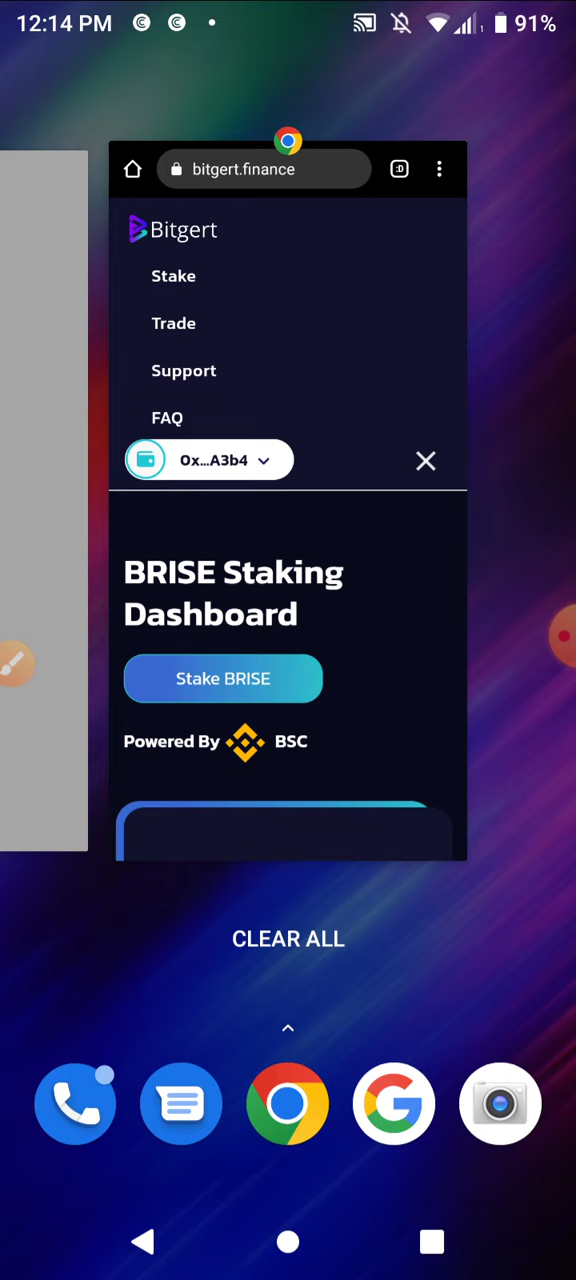 12:14 PM
91%
:D
bitgert.finance
Bitgert
Stake
Trade
Support
FAQ
0x...A3b4
BRISE Staking
Dashboard
Stake BRISE
Powered By BSC
CLEAR ALL